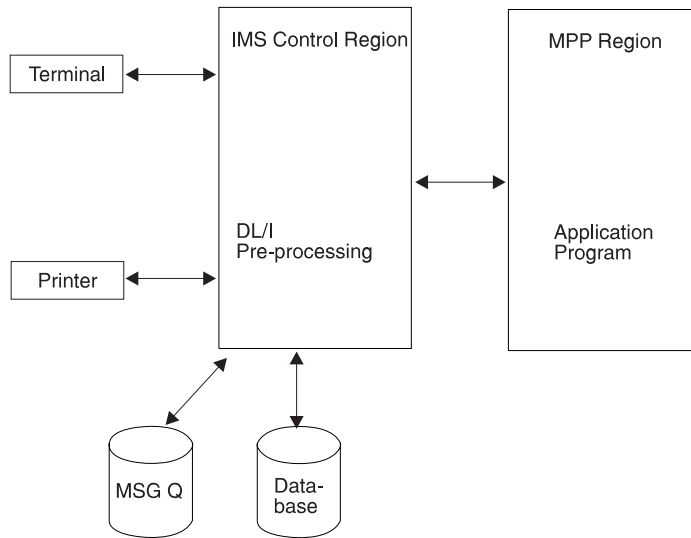 IMS Control Region
MPP Region
Terminal
DL/I
Pre-processing
Application
Program
Printer
MSG Q
Data-
base